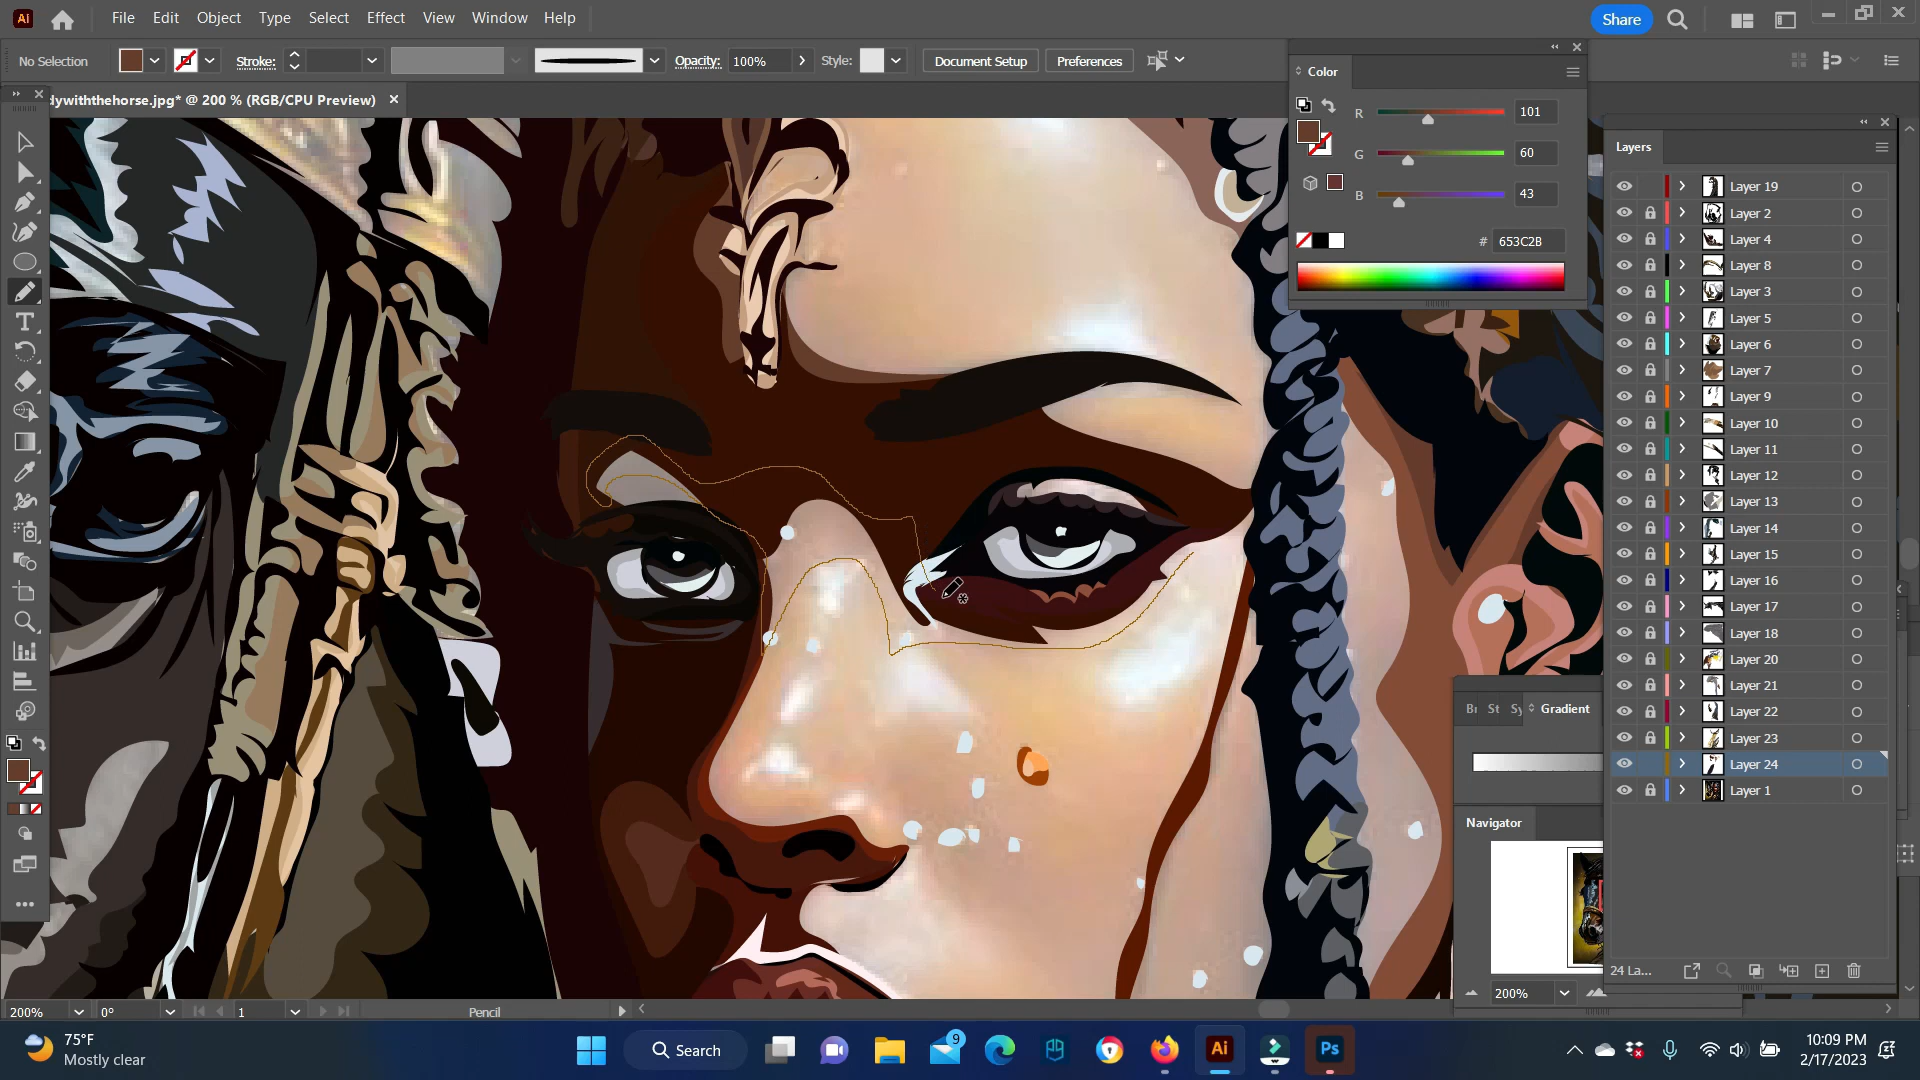 Ai File Edit Object Type Select Effect View Window Help Share
No Selection Stroke: Opacity: 100% Style: Document Setup Preferences
dywiththehorse.jpg* @ 200 % (RGB/CPU Preview)
Color
R 101
G 60
B 43
# 653C2B
Layers
Layer 19
Layer 2
Layer 4
Layer 8
Layer 3
Layer 5
Layer 6
Layer 7
Layer 9
Layer 10
Layer 11
Layer 12
Layer 13
Layer 14
Layer 15
Layer 16
Layer 17
Layer 18
Layer 20
Layer 21
Layer 22
Layer 23
Layer 24
Layer 1
24 La...
Br St Sy Gradient
Navigator
200%
200% 0° 1 Pencil
75°F
Mostly clear
Search
9
Ai
Ps
10:09 PM
2/17/2023